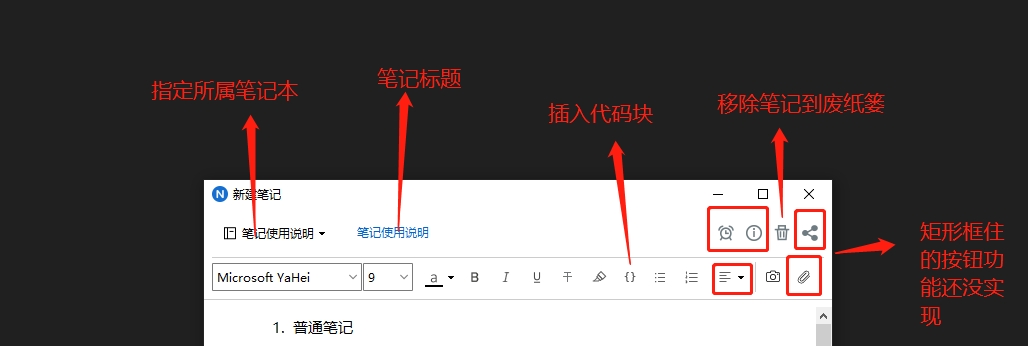 笔记标题
指定所属笔记本
移除笔记到废纸篓
插入代码块
N 新建笔记
笔记使用说明
笔记使用说明
矩形框住
的按钮功
能还没实
现
Microsoft YaHei
9
a
B
I
U
T
{}
1. 普通笔记